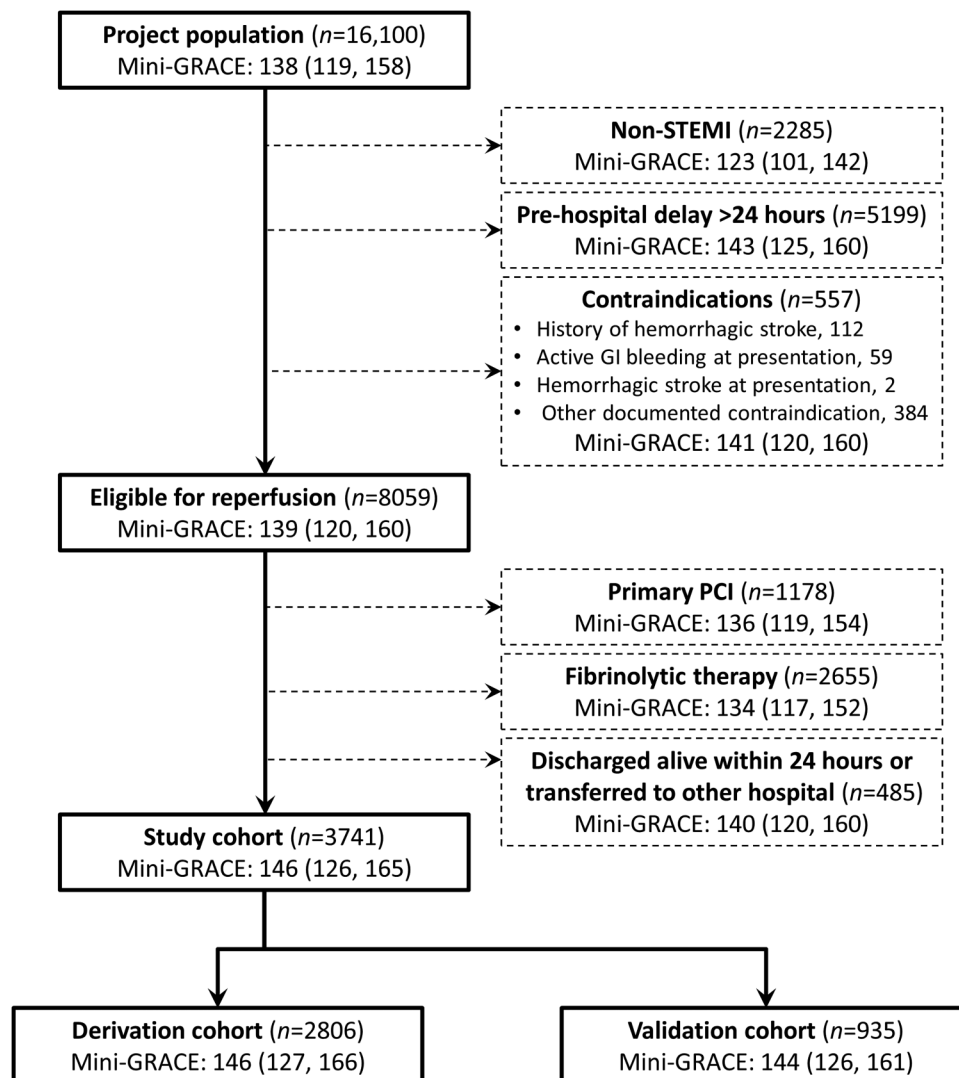 Project population (n=16,100)
Mini-GRACE: 138 (119, 158)
Non-STEMI (n=2285)
Mini-GRACE: 123 (101, 142)
Pre-hospital delay >24 hours (n=5199)
Mini-GRACE: 143 (125, 160)
Contraindications (n=557)
• History of hemorrhagic stroke, 112
• Active GI bleeding at presentation, 59
• Hemorrhagic stroke at presentation, 2
• Other documented contraindication, 384
Mini-GRACE: 141 (120, 160)
Eligible for reperfusion (n=8059)
Mini-GRACE: 139 (120, 160)
Primary PCI (n=1178)
Mini-GRACE: 136 (119, 154)
Fibrinolytic therapy (n=2655)
Mini-GRACE: 134 (117, 152)
Discharged alive within 24 hours or
transferred to other hospital (n=485)
Mini-GRACE: 140 (120, 160)
Study cohort (n=3741)
Mini-GRACE: 146 (126, 165)
Derivation cohort (n=2806)
Mini-GRACE: 146 (127, 166)
Validation cohort (n=935)
Mini-GRACE: 144 (126, 161)